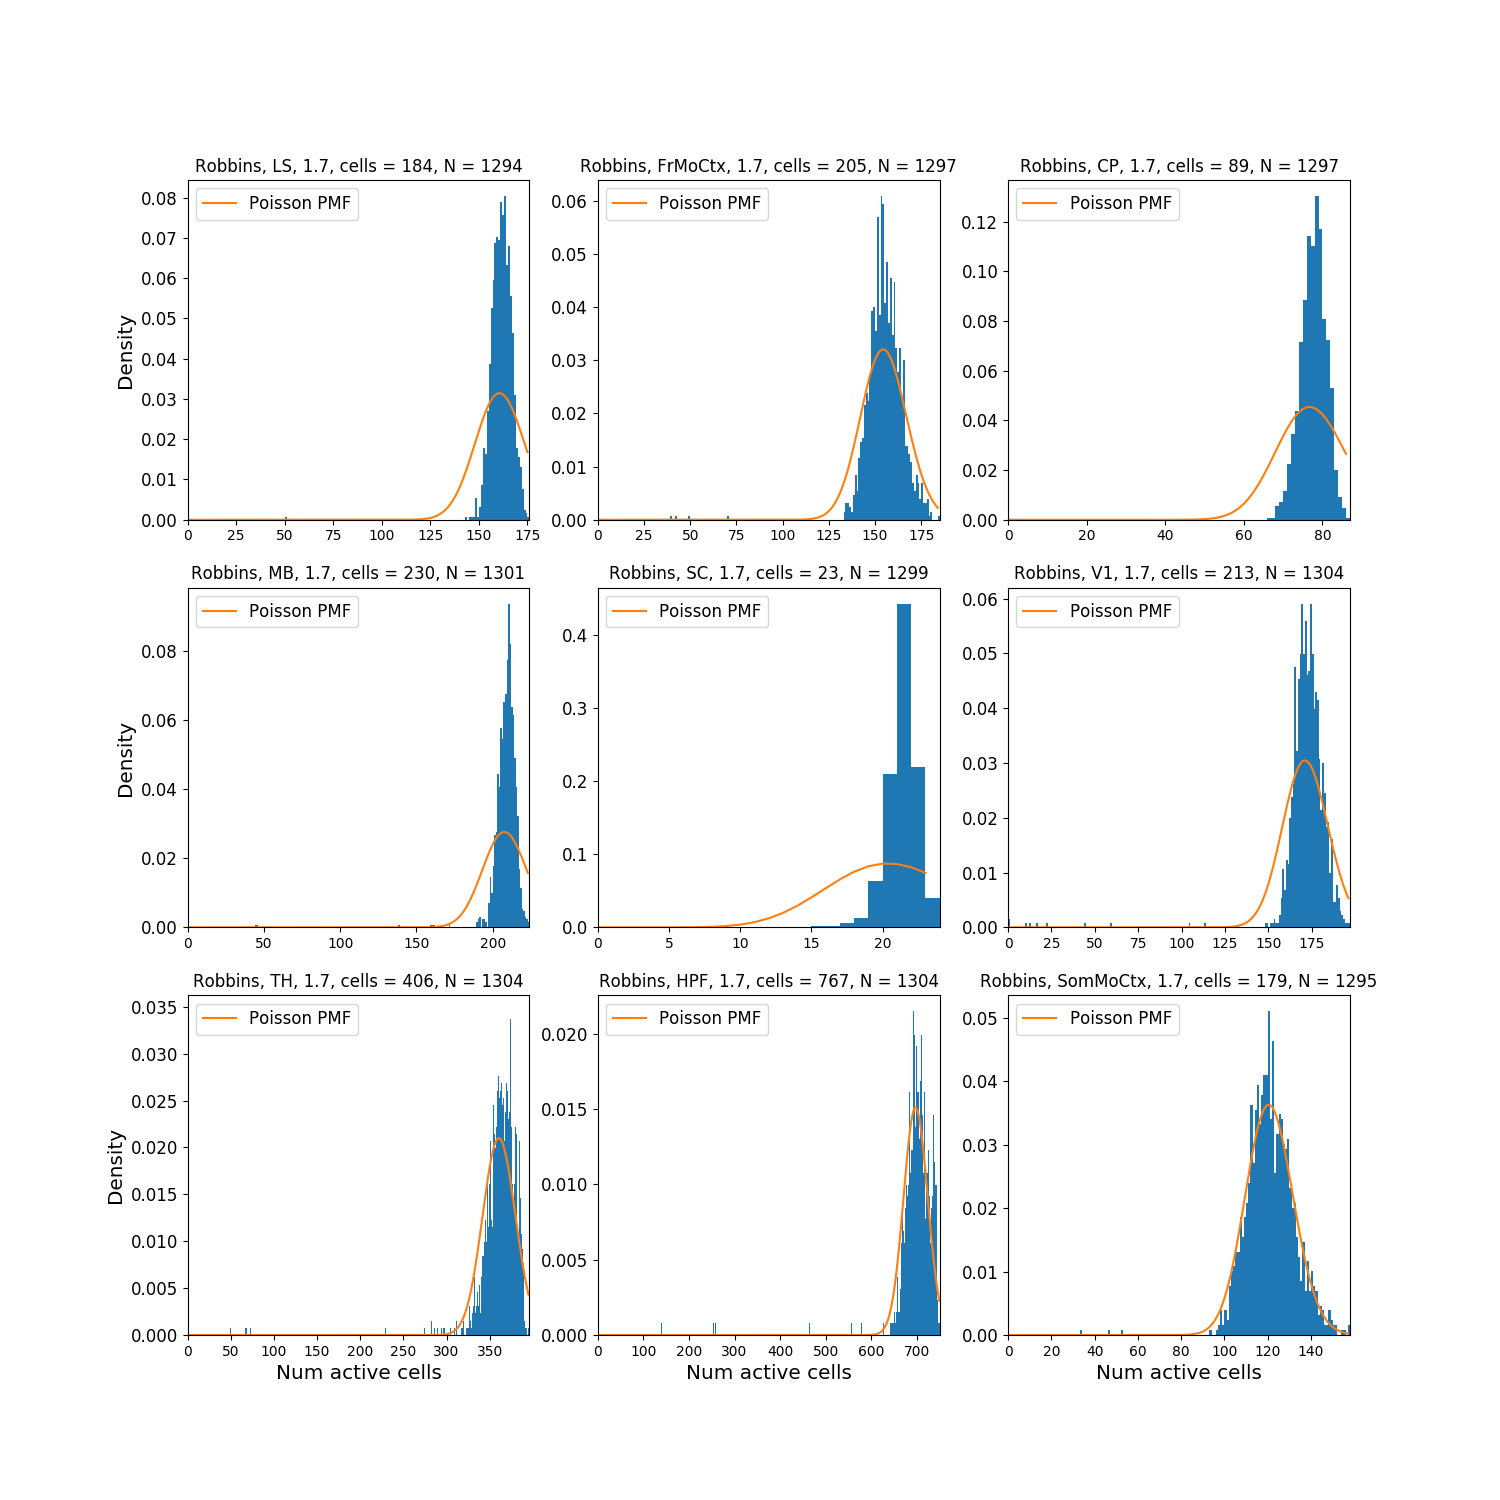 Robbins, LS, 1.7, cells = 184, N = 1294
Robbins, FrMoCtx, 1.7, cells = 205, N = 1297
Robbins, CP, 1.7, cells = 89, N = 1297
Density
0.08
0.07
0.06
0.05
0.04
0.03
0.02
0.01
0.00
Poisson PMF
0 25 50 75 100 125 150 175
0.06
0.05
0.04
0.03
0.02
0.01
0.00
Poisson PMF
0 25 50 75 100 125 150 175
0.12
0.10
0.08
0.06
0.04
0.02
0.00
Poisson PMF
0 20 40 60 80
Robbins, MB, 1.7, cells = 230, N = 1301
Robbins, SC, 1.7, cells = 23, N = 1299
Robbins, V1, 1.7, cells = 213, N = 1304
Density
0.08
0.06
0.04
0.02
0.00
Poisson PMF
0 50 100 150 200
0.4
0.3
0.2
0.1
0.0
Poisson PMF
0 5 10 15 20
0.06
0.05
0.04
0.03
0.02
0.01
0.00
Poisson PMF
0 25 50 75 100 125 150 175
Robbins, TH, 1.7, cells = 406, N = 1304
Robbins, HPF, 1.7, cells = 767, N = 1304
Robbins, SomMoCtx, 1.7, cells = 179, N = 1295
Density
0.035
0.030
0.025
0.020
0.015
0.010
0.005
0.000
Poisson PMF
0 50 100 150 200 250 300 350
Num active cells
0.020
0.015
0.010
0.005
0.000
Poisson PMF
0 100 200 300 400 500 600 700
Num active cells
0.05
0.04
0.03
0.02
0.01
0.00
Poisson PMF
0 20 40 60 80 100 120 140
Num active cells